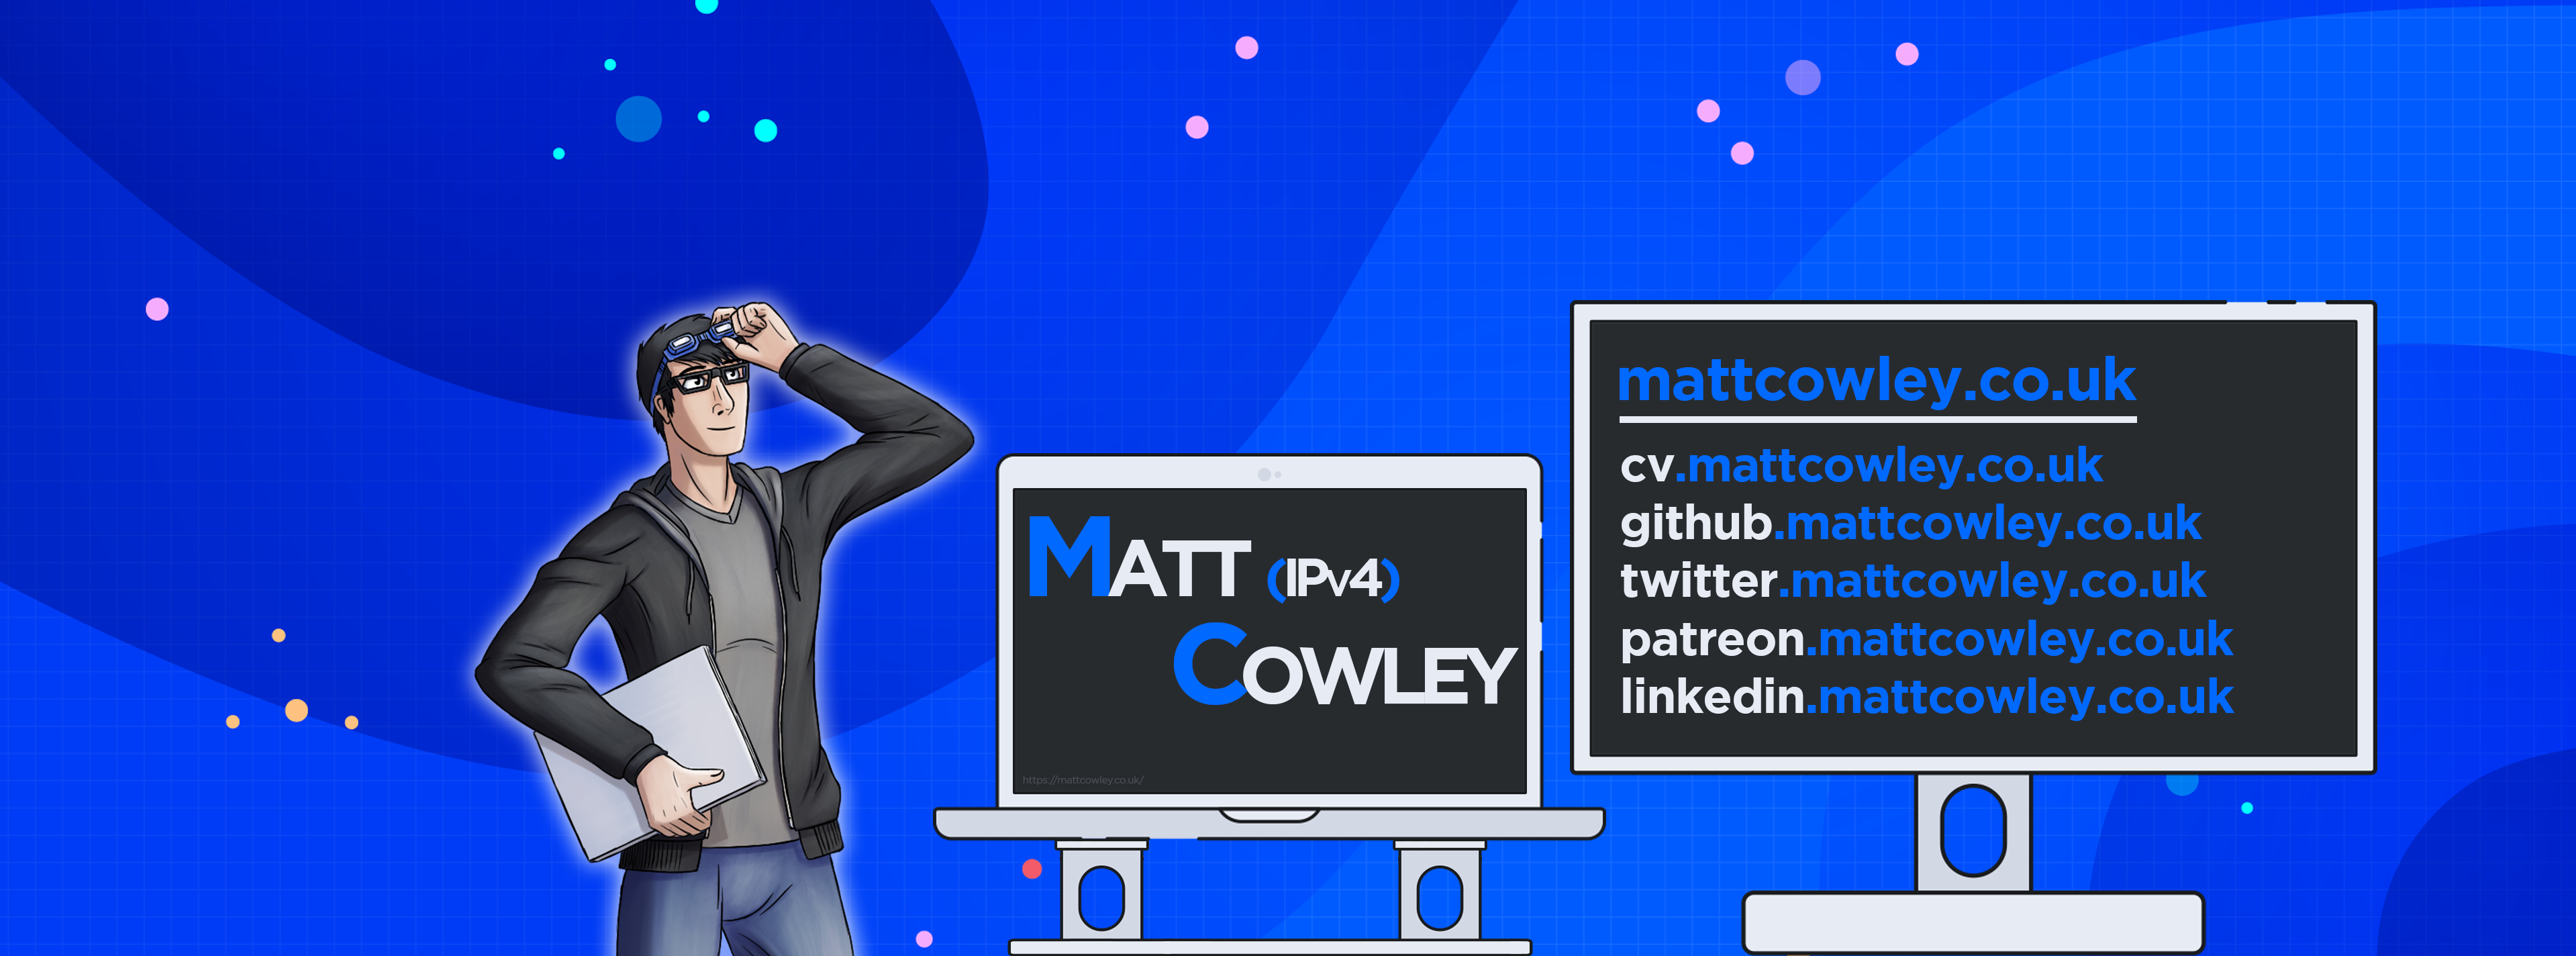 MATT (IPv4)
COWLEY
https://mattcowley.co.uk/
mattcowley.co.uk
cv.mattcowley.co.uk
github.mattcowley.co.uk
twitter.mattcowley.co.uk
patreon.mattcowley.co.uk
linkedin.mattcowley.co.uk